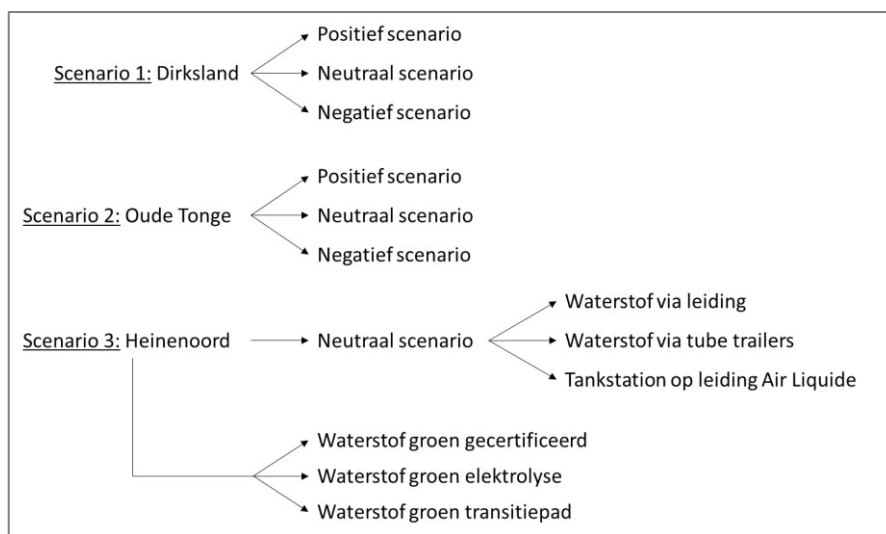 Positief scenario
Scenario 1: Dirksland
Neutraal scenario
Negatief scenario
Positief scenario
Scenario 2: Oude Tonge
Neutraal scenario
Negatief scenario
Waterstof via leiding
Scenario 3: Heinenoord
Neutraal scenario
Waterstof via tube trailers
Tankstation op leiding Air Liquide
Waterstof groen gecertificeerd
Waterstof groen elektrolyse
Waterstof groen transitiepad